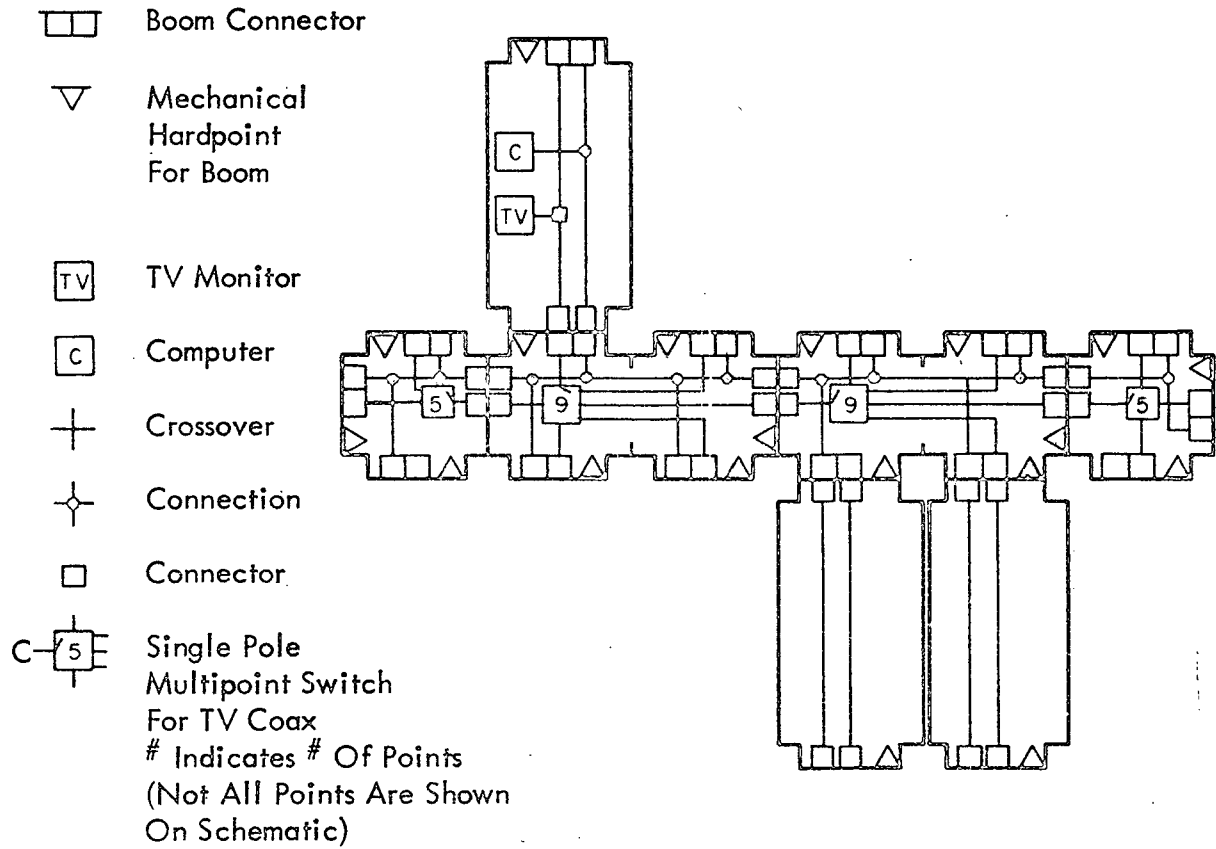 Boom Connector
Mechanical
Hardpoint
For Boom
TV
TV Monitor
C
Computer
Crossover
Connection
Connector
C
5
Single Pole
Multipoint Switch
For TV Coax
# Indicates # Of Points
(Not All Points Are Shown
On Schematic)
C
TV
5
9
9
5